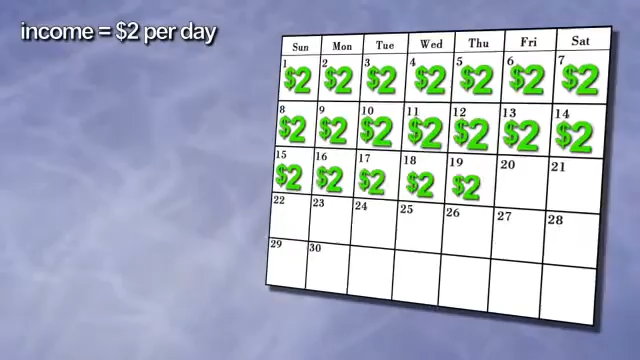 income = $2 per day
Sun Mon Tue Wed Thu Fri Sat
1 2 3 4 5 6 7
$2 $2 $2 $2 $2 $2 $2
8 9 10 11 12 13 14
$2 $2 $2 $2 $2 $2 $2
15 16 17 18 19 20 21
$2 $2 $2 $2 $2
22 23 24 25 26 27 28
29 30